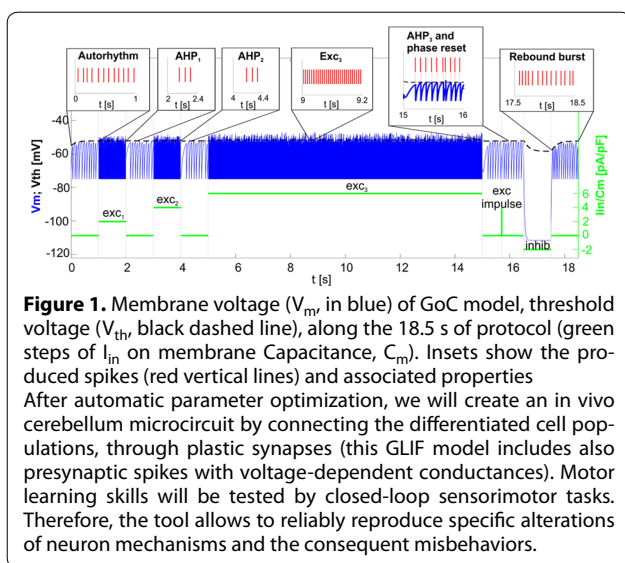 Autorhythm
0 1
t [s]
AHP1
2 2.4
t [s]
AHP2
4 4.4
t [s]
Exc3
9 9.2
t [s]
AHP3 and
phase reset
15 16
t [s]
Rebound burst
17.5 18.5
t [s]
-40
-60
-80
-100
-120
Vm; Vth [mV]
exc1
exc2
exc3
exc
impulse
inhib
6
4
2
0
-2
Iin/Cm [pA/pF]
0 2 4 6 8 10 12 14 16 18
t [s]
Figure 1. Membrane voltage (Vm, in blue) of GoC model, threshold
voltage (Vth, black dashed line), along the 18.5 s of protocol (green
steps of Iin on membrane Capacitance, Cm). Insets show the pro-
duced spikes (red vertical lines) and associated properties
After automatic parameter optimization, we will create an in vivo
cerebellum microcircuit by connecting the differentiated cell pop-
ulations, through plastic synapses (this GLIF model includes also
presynaptic spikes with voltage-dependent conductances). Motor
learning skills will be tested by closed-loop sensorimotor tasks.
Therefore, the tool allows to reliably reproduce specific alterations
of neuron mechanisms and the consequent misbehaviors.